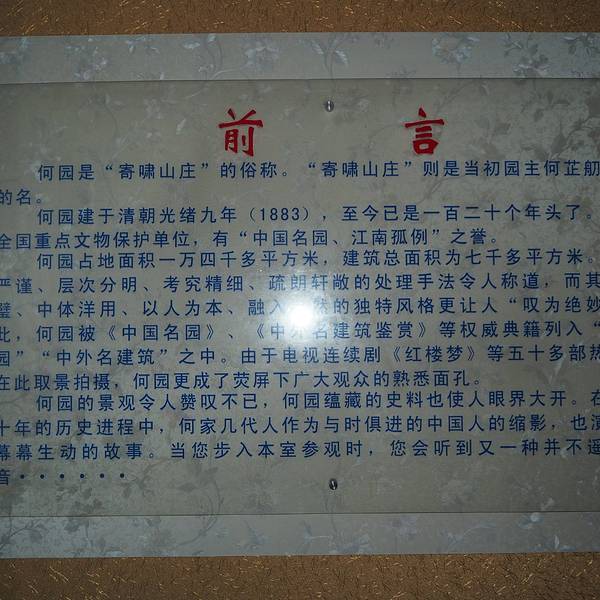 前言
何园是“寄啸山庄”的俗称。“寄啸山庄”则是当初园主何芷舠
的名。
何园建于清朝光绪九年（1883），至今已是一百二十个年头了。
全国重点文物保护单位，有“中国名园、江南孤例”之誉。
何园占地面积一万四千多平方米，建筑总面积为七千多平方米。
严谨、层次分明、考究精细、疏朗轩敞的处理手法令人称道，而其
璧、中体洋用、以人为本、融入 然的独特风格更让人“叹为绝妙
此，何园被《中国名园》、《中外名建筑鉴赏》等权威典籍列入“
园”“中外名建筑”之中。由于电视连续剧《红楼梦》等五十多部热
在此取景拍摄，何园更成了荧屏下广大观众的熟悉面孔。
何园的景观令人赞叹不已，何园蕴藏的史料也使人眼界大开。在
十年的历史进程中，何家几代人作为与时俱进的中国人的缩影，也演
幕幕生动的故事。当您步入本室参观时，您会听到又一种并不遥
音······